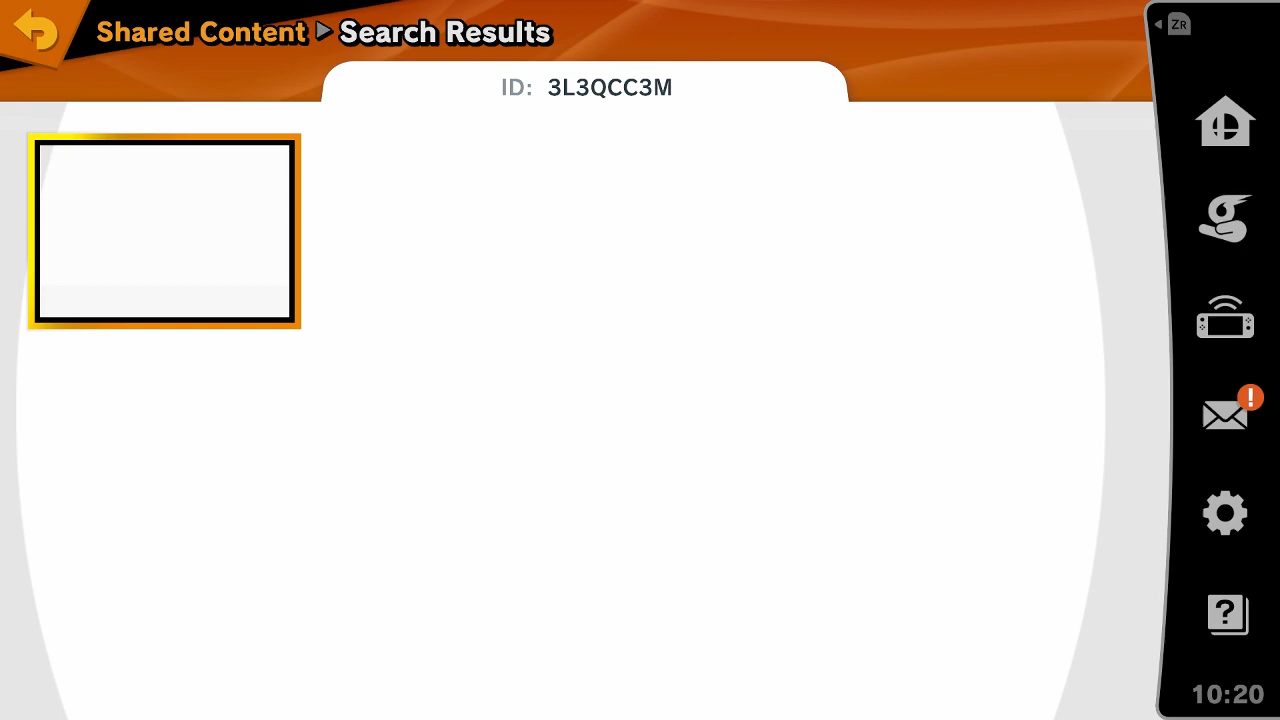 Shared Content ▶ Search Results
ZR
ID: 3L3QCC3M
!
?
10:20